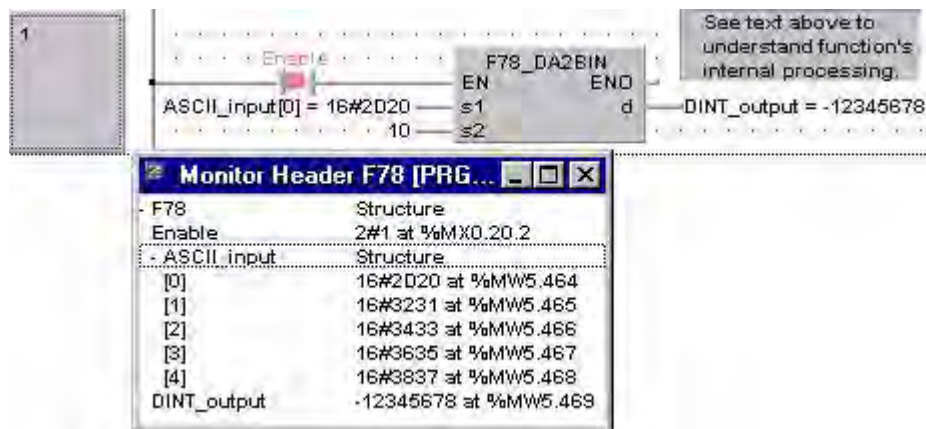 1
See text above to
understand function's
internal processing.
Enable
F78_DA2BIN
EN ENO
ASCII_input[0] = 16#2D20 s1 d DINT_output = -12345678
10 s2
Monitor Header F78 [PRG...
- F78 Structure
Enable 2#1 at %MX0.20.2
- ASCII_input Structure
[0] 16#2D20 at %MW5.464
[1] 16#3231 at %MW5.465
[2] 16#3433 at %MW5.466
[3] 16#3635 at %MW5.467
[4] 16#3837 at %MW5.468
DINT_output -12345678 at %MW5.469